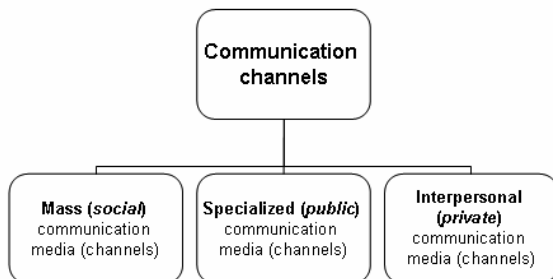 Communication
channels
Mass (social)
communication
media (channels)
Specialized (public)
communication
media (channels)
Interpersonal
(private)
communication
media (channels)